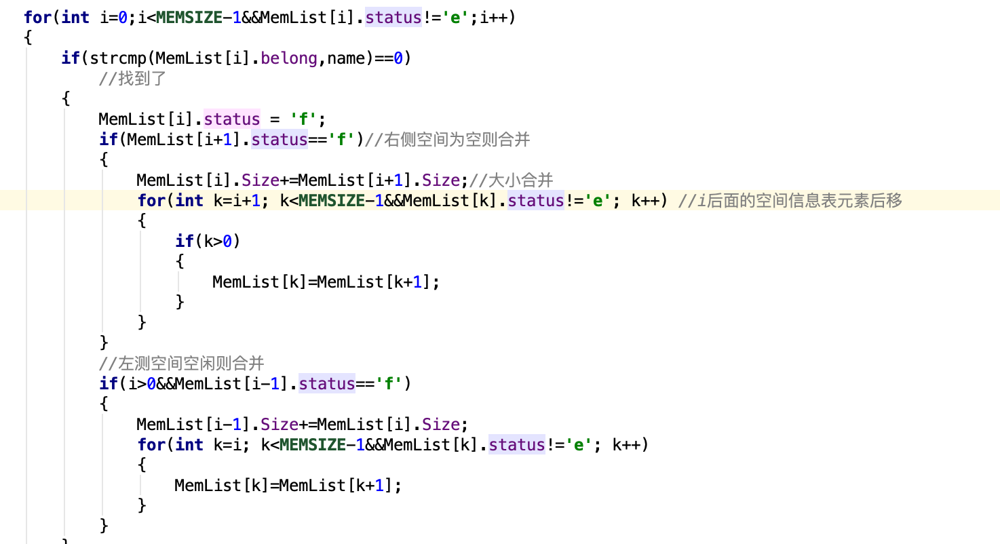 for(int i=0;i<MEMSIZE-1&&MemList[i].status!='e';i++)
{
if(strcmp(MemList[i].belong,name)==0)
//找到了
{
MemList[i].status = 'f';
if(MemList[i+1].status=='f')//右侧空间为空则合并
{
MemList[i].Size+=MemList[i+1].Size;//大小合并
for(int k=i+1; k<MEMSIZE-1&&MemList[k].status!='e'; k++) //i后面的空间信息表元素后移
{
if(k>0)
{
MemList[k]=MemList[k+1];
}
}
}
//左测空间空闲则合并
if(i>0&&MemList[i-1].status=='f')
{
MemList[i-1].Size+=MemList[i].Size;
for(int k=i; k<MEMSIZE-1&&MemList[k].status!='e'; k++)
{
MemList[k]=MemList[k+1];
}
}
}